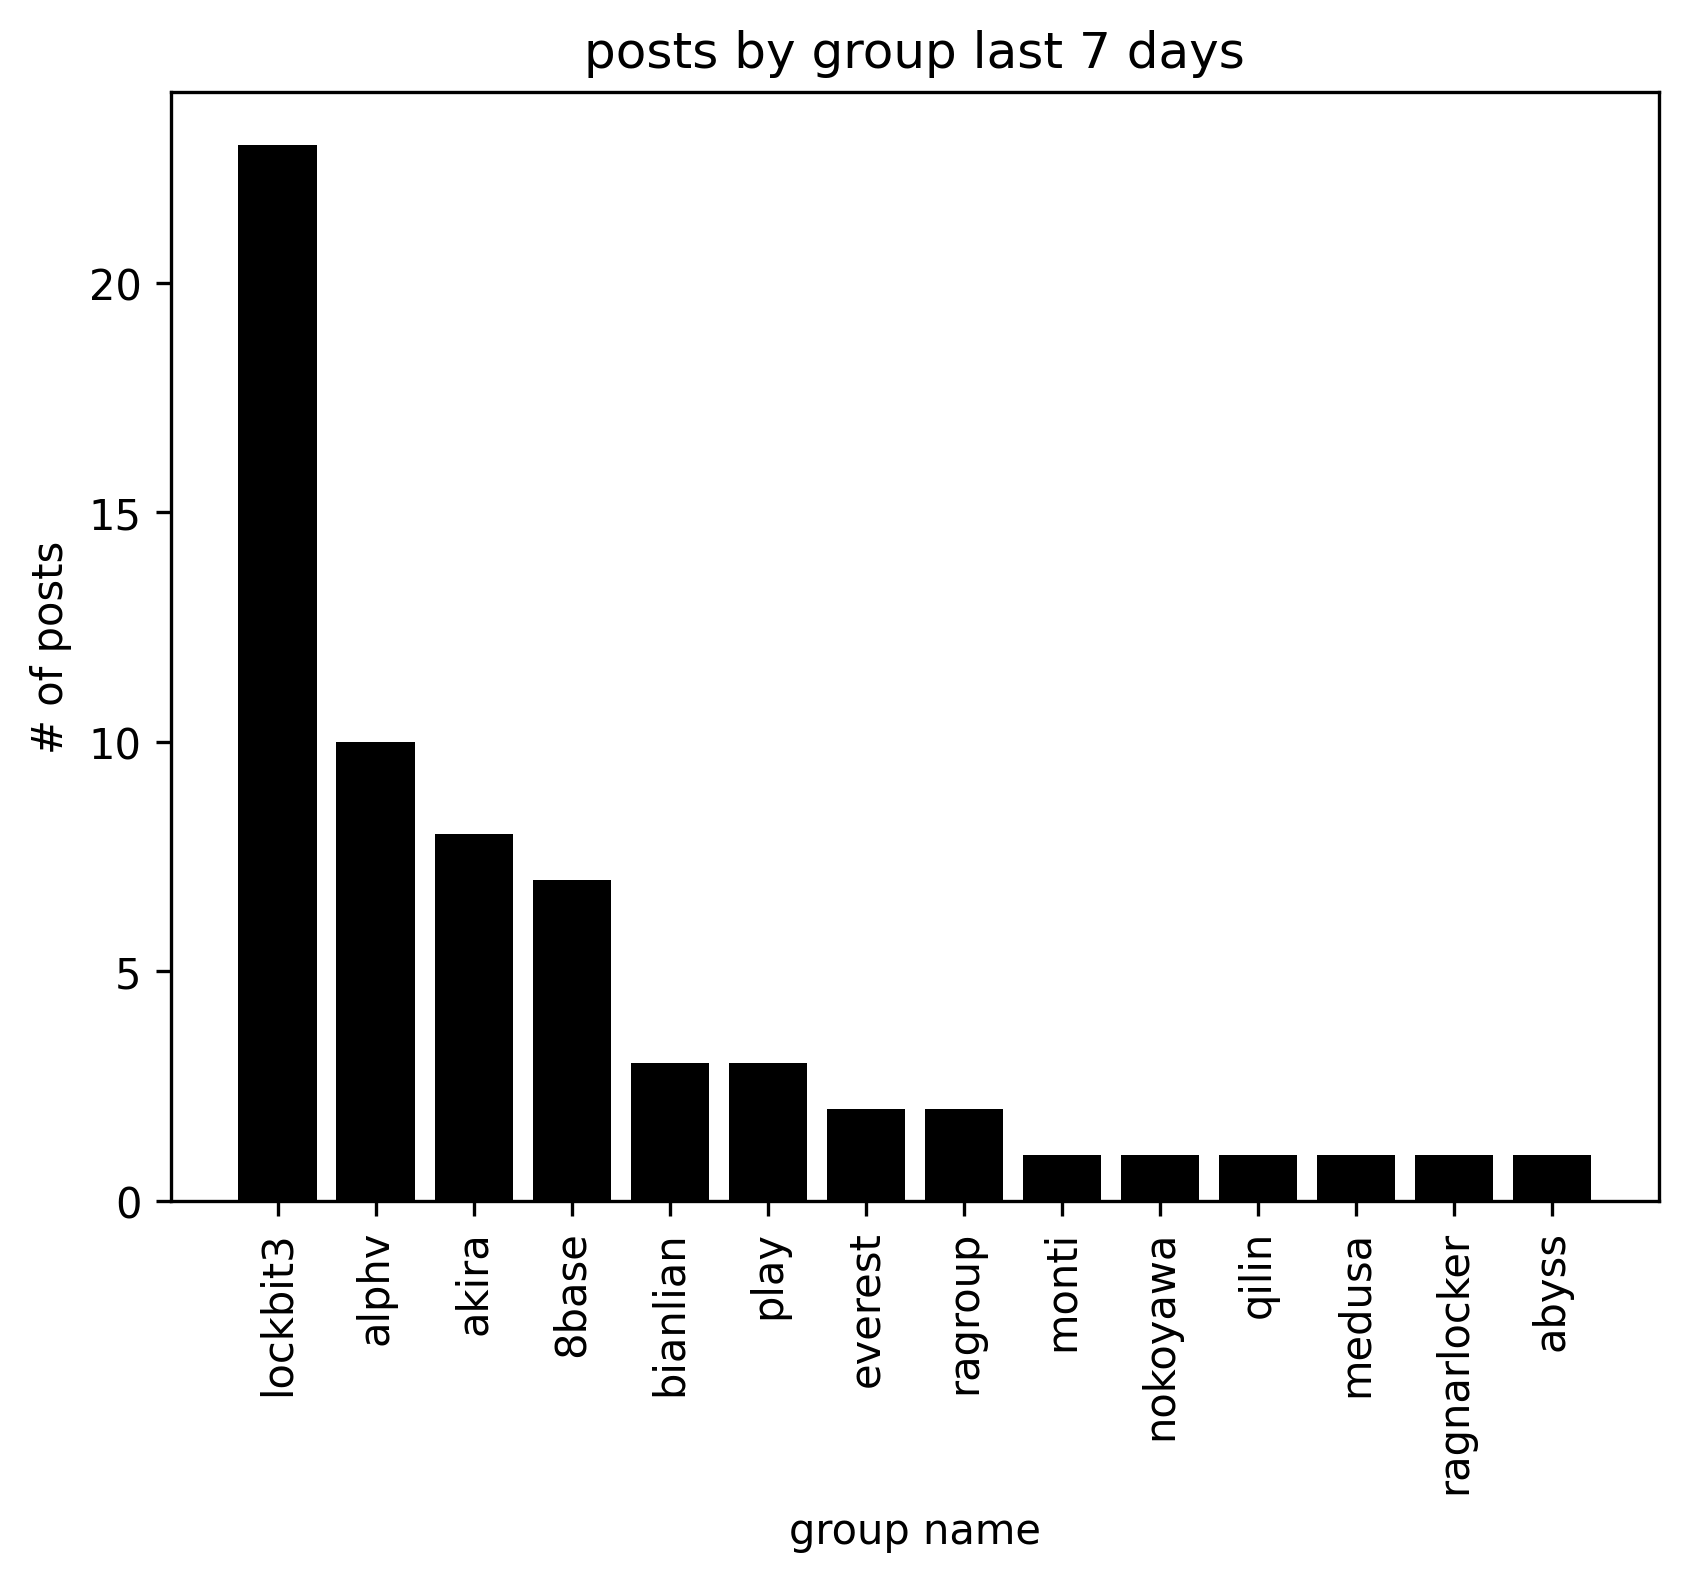 posts by group last 7 days
# of posts
20
15
10
5
0
lockbit3
alphv
akira
8base
bianlian
play
everest
ragroup
monti
nokoyawa
qilin
medusa
ragnarlocker
abyss
group name